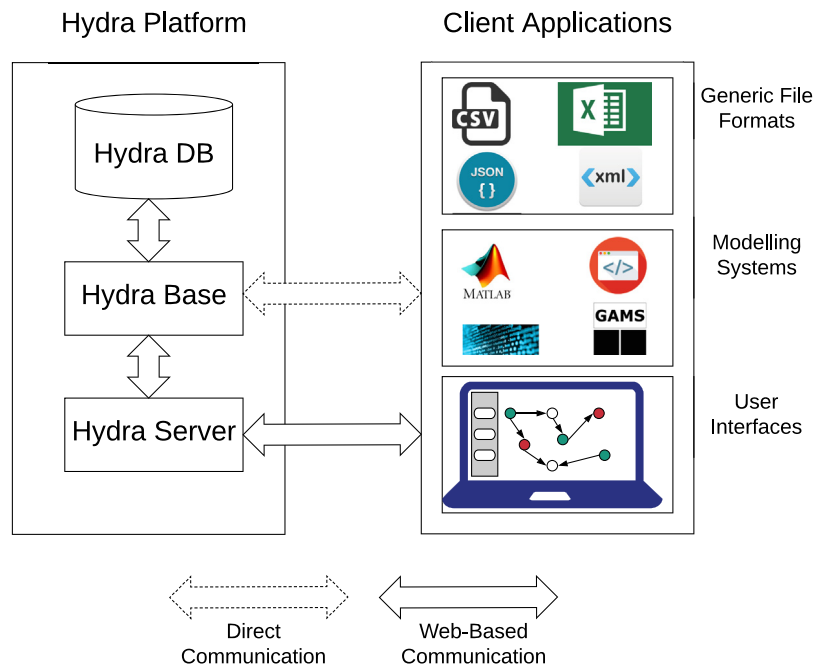 Hydra Platform
Client Applications
Hydra DB
Hydra Base
Hydra Server
CSV
JSON
{ }
<xml>
Generic File
Formats
MATLAB
</>
GAMS
Modelling
Systems
User
Interfaces
Direct
Communication
Web-Based
Communication